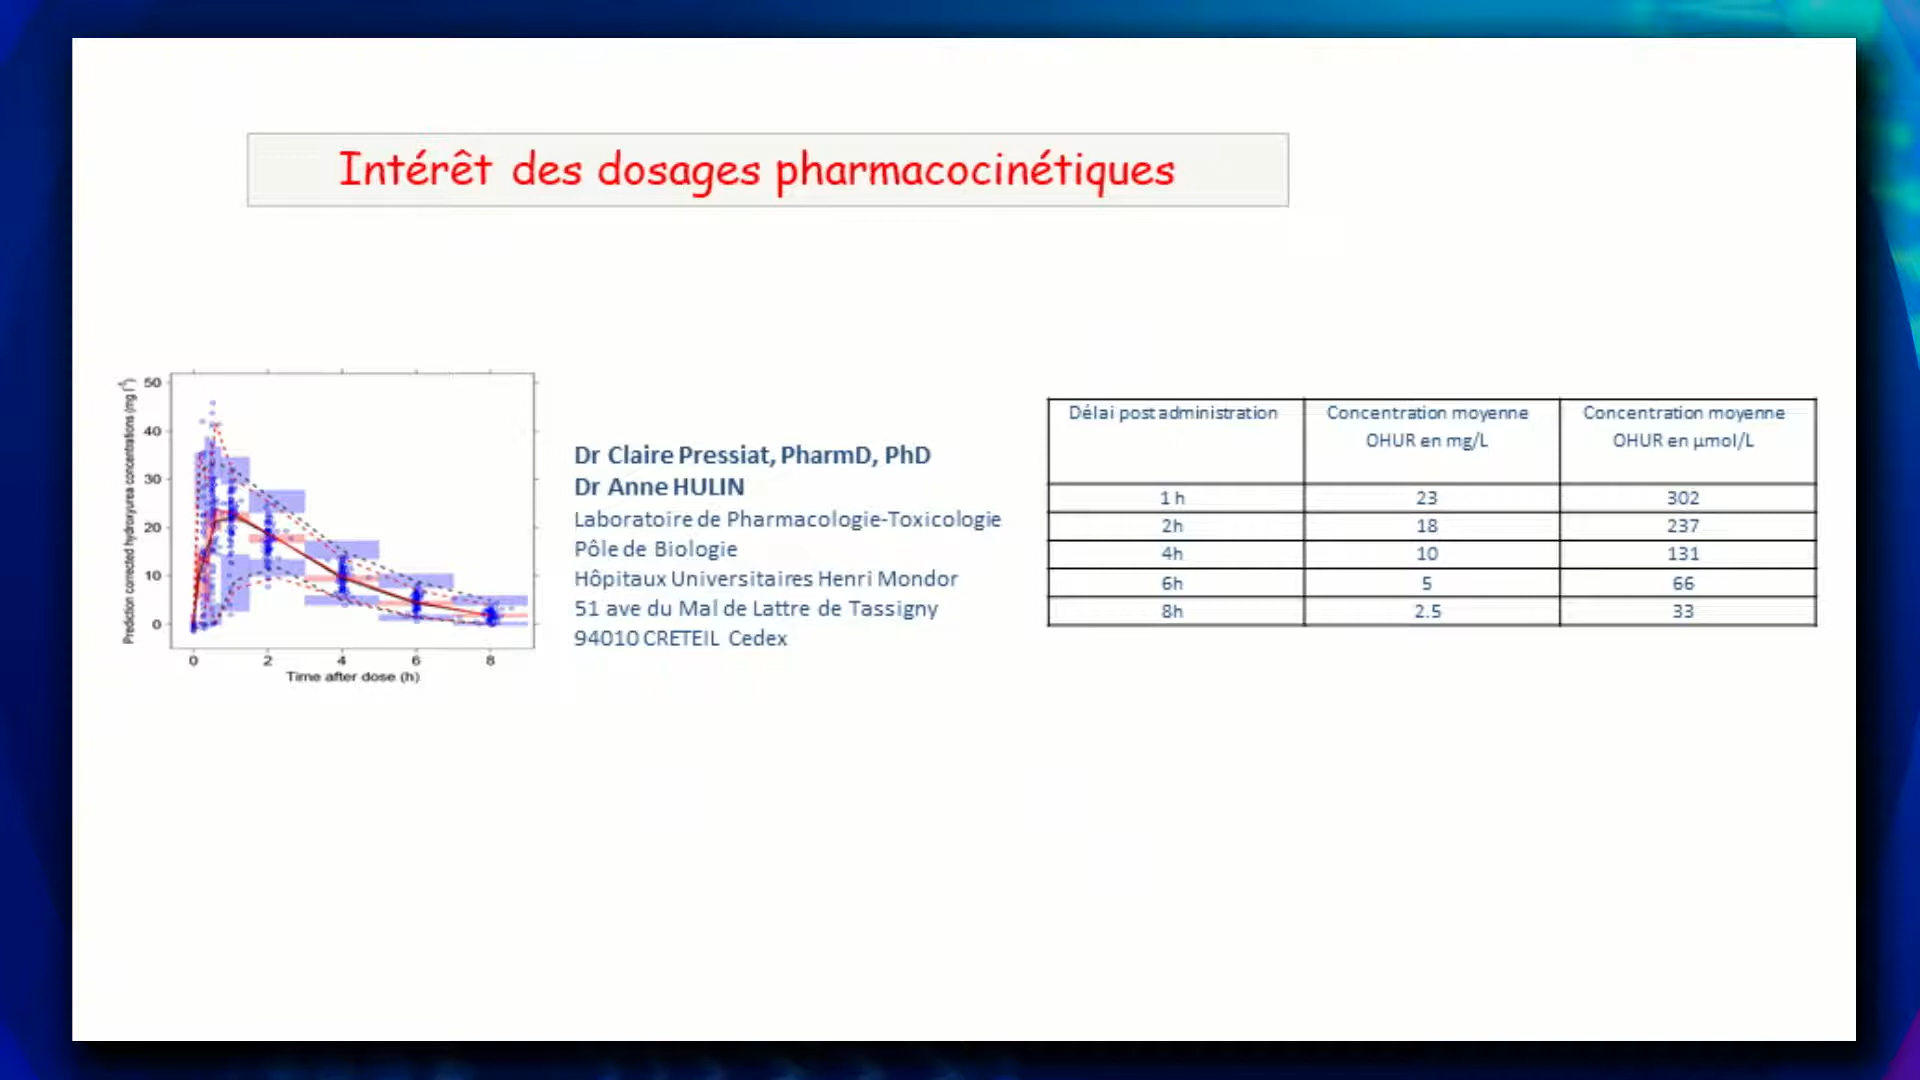 Intérêt des dosages pharmacocinétiques
Prediction corrected hydroxyurea concentrations (mg l-1)
50
40
30
20
10
0
0 2 4 6 8
Time after dose (h)
Dr Claire Pressiat, PharmD, PhD
Dr Anne HULIN
Laboratoire de Pharmacologie-Toxicologie
Pôle de Biologie
Hôpitaux Universitaires Henri Mondor
51 ave du Mal de Lattre de Tassigny
94010 CRETEIL Cedex
Délai post administration Concentration moyenne Concentration moyenne
OHUR en mg/L OHUR en µmol/L
1 h 23 302
2h 18 237
4h 10 131
6h 5 66
8h 2.5 33